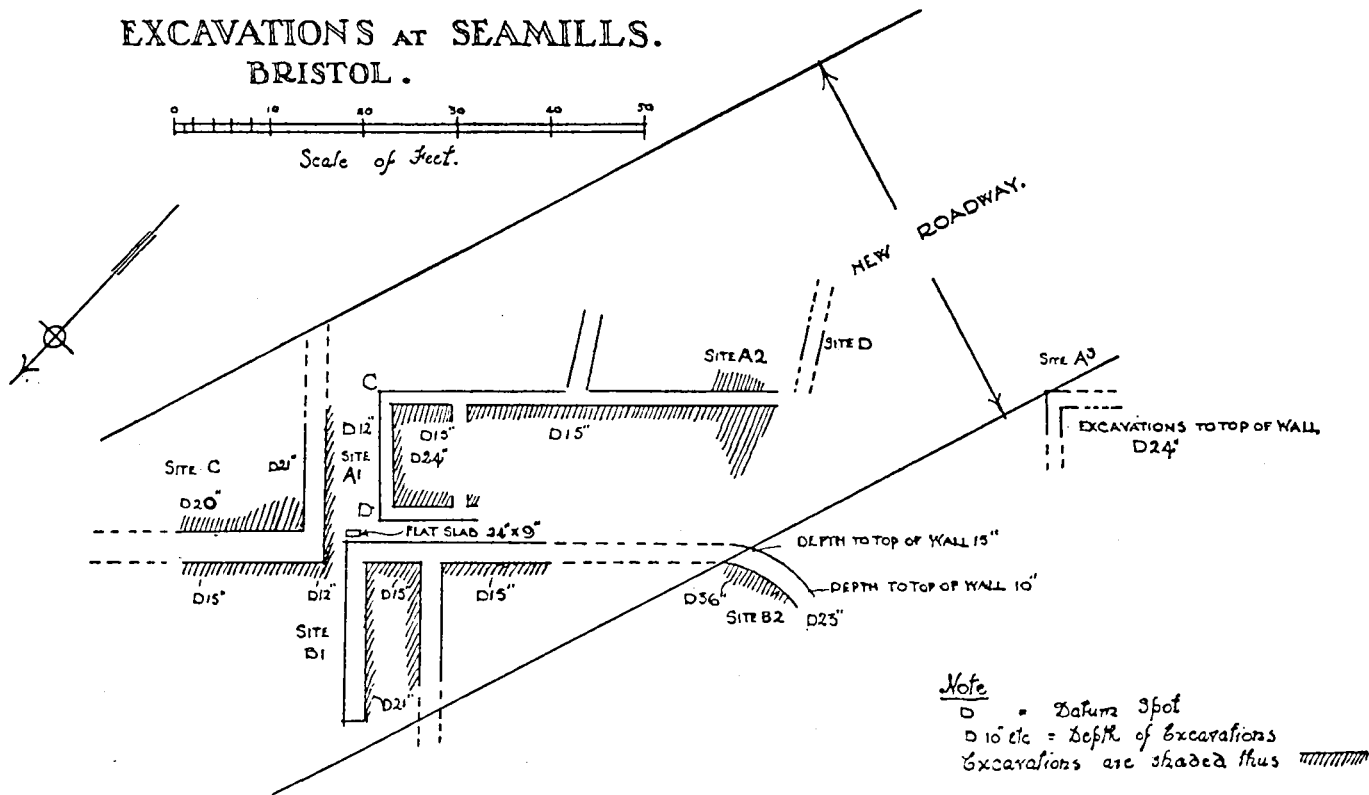 EXCAVATIONS AT SEAMILLS.
BRISTOL.
0 10 20 30 40 50
Scale of Feet.
NEW ROADWAY.
SITE A2
SITE D
SITE A3
EXCAVATIONS TO TOP OF WALL
D24"
C
D12"
SITE
A1
D15"
D24"
D15"
D
SITE C
D21"
D20"
FLAT SLAB 24" x 9"
DEPTH TO TOP OF WALL 15"
DEPTH TO TOP OF WALL 10"
D15"
D12"
D15"
D15"
D36"
SITE B2
D23"
SITE
B1
D21"
Note
D = Datum Spot
D 10" etc = Depth of Excavations
Excavations are shaded thus